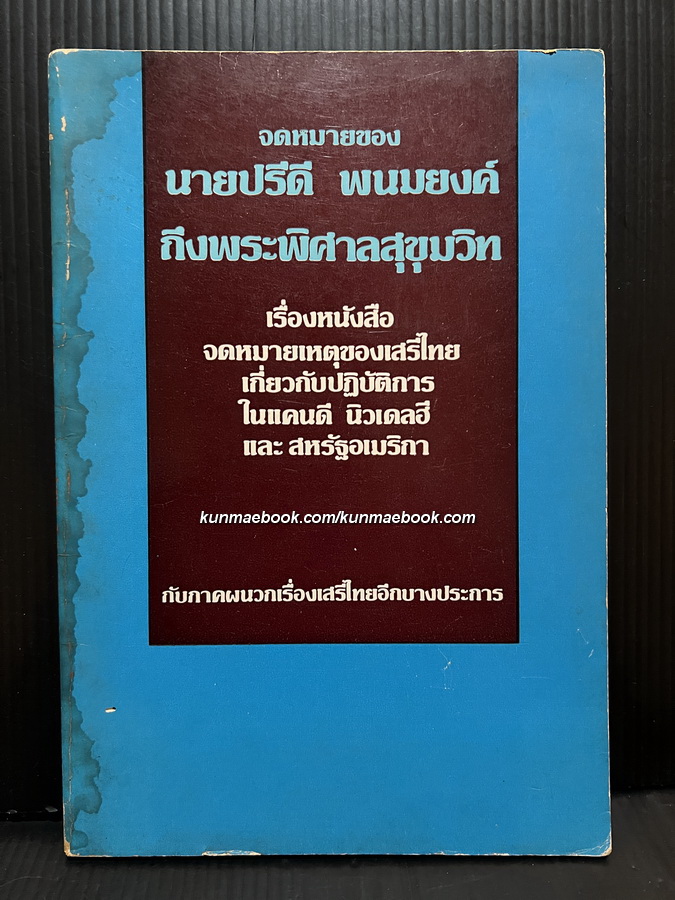 จดหมายของ
นายปรีดี พนมยงค์
ถึงพระพิศาลสุขุมวิท
เรื่องหนังสือ
จดหมายเหตุของเสรีไทย
เกี่ยวกับปฏิบัติการ
ในแคนดี นิวเดลฮี
และ สหรัฐอเมริกา
kunmaebook.com/kunmaebook.com
กับภาคผนวกเรื่องเสรีไทยอีกบางประการ